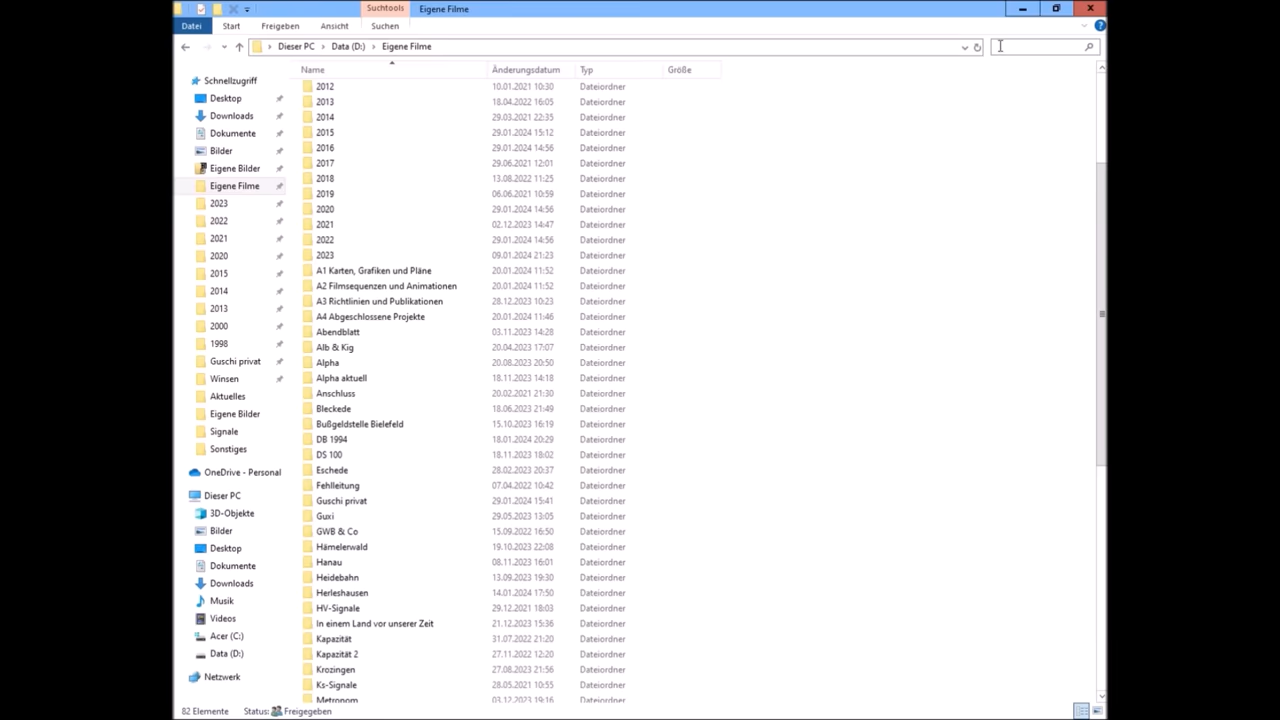 Suchtools Eigene Filme
Datei Start Freigeben Ansicht Suchen
Dieser PC Data (D:) Eigene Filme
Name Änderungsdatum Typ Größe
Schnellzugriff
Desktop
Downloads
Dokumente
Bilder
Eigene Bilder
Eigene Filme
2023
2022
2021
2020
2015
2014
2013
2000
1998
Guschi privat
Winsen
Aktuelles
Eigene Bilder
Signale
Sonstiges
OneDrive - Personal
Dieser PC
3D-Objekte
Bilder
Desktop
Dokumente
Downloads
Musik
Videos
Acer (C:)
Data (D:)
Netzwerk
2012 10.01.2021 10:30 Dateiordner
2013 18.04.2022 16:05 Dateiordner
2014 29.03.2021 22:35 Dateiordner
2015 29.01.2024 15:12 Dateiordner
2016 29.01.2024 14:56 Dateiordner
2017 29.06.2021 12:01 Dateiordner
2018 13.08.2022 11:25 Dateiordner
2019 06.06.2021 10:59 Dateiordner
2020 29.01.2024 14:56 Dateiordner
2021 02.12.2023 14:47 Dateiordner
2022 29.01.2024 14:56 Dateiordner
2023 09.01.2024 21:23 Dateiordner
A1 Karten, Grafiken und Pläne 20.01.2024 11:52 Dateiordner
A2 Filmsequenzen und Animationen 20.01.2024 11:52 Dateiordner
A3 Richtlinien und Publikationen 28.12.2023 10:23 Dateiordner
A4 Abgeschlossene Projekte 20.01.2024 11:46 Dateiordner
Abendblatt 03.11.2023 14:28 Dateiordner
Alb & Kig 20.04.2023 17:07 Dateiordner
Alpha 20.08.2023 20:50 Dateiordner
Alpha aktuell 18.11.2023 14:18 Dateiordner
Anschluss 20.02.2021 21:30 Dateiordner
Bleckede 18.06.2023 21:49 Dateiordner
Bußgeldstelle Bielefeld 15.10.2023 16:19 Dateiordner
DB 1994 18.01.2024 20:29 Dateiordner
DS 100 18.11.2023 18:02 Dateiordner
Eschede 28.02.2023 20:37 Dateiordner
Fehlleitung 07.04.2022 10:42 Dateiordner
Guschi privat 29.01.2024 15:41 Dateiordner
Guxi 29.05.2023 13:05 Dateiordner
GWB & Co 15.09.2022 16:50 Dateiordner
Hämelerwald 19.10.2023 22:08 Dateiordner
Hanau 08.11.2023 16:01 Dateiordner
Heidebahn 13.09.2023 19:30 Dateiordner
Herleshausen 14.01.2024 17:50 Dateiordner
HV-Signale 29.12.2021 18:03 Dateiordner
In einem Land vor unserer Zeit 21.12.2023 15:36 Dateiordner
Kapazität 31.07.2022 21:20 Dateiordner
Kapazität 2 27.11.2022 12:20 Dateiordner
Krozingen 27.08.2023 21:56 Dateiordner
Ks-Signale 28.05.2021 10:55 Dateiordner
Metronom 03.12.2023 19:16 Dateiordner
82 Elemente Status: Freigegeben